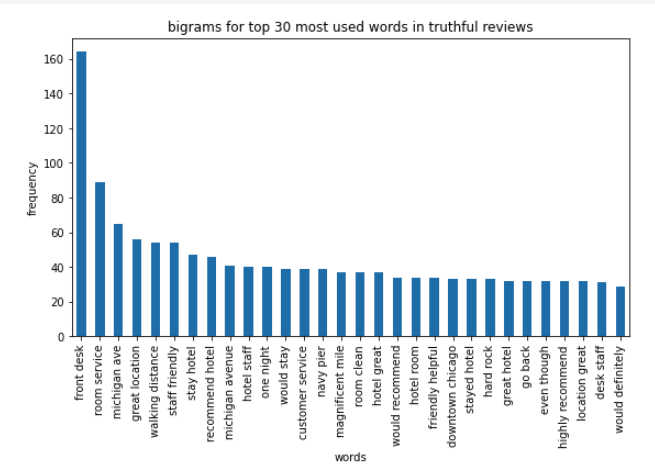 bigrams for top 30 most used words in truthful reviews
160
140
120
100
80
60
40
20
0
frequency
front desk
room service
michigan ave
great location
walking distance
staff friendly
stay hotel
recommend hotel
michigan avenue
hotel staff
one night
would stay
customer service
navy pier
magnificent mile
room clean
hotel great
would recommend
hotel room
friendly helpful
downtown chicago
stayed hotel
hard rock
great hotel
go back
even though
highly recommend
location great
desk staff
would definitely
words